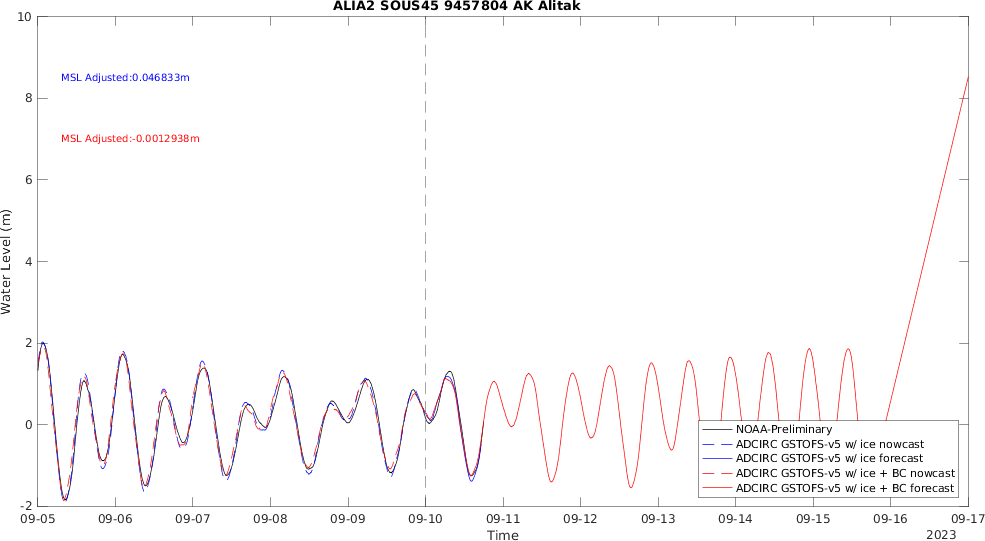 ALIA2 SOUS45 9457804 AK Alitak
10
8
6
4
2
0
-2
Water Level (m)
MSL Adjusted:0.046833m
MSL Adjusted:-0.0012938m
NOAA-Preliminary
ADCIRC GSTOFS-v5 w/ ice nowcast
ADCIRC GSTOFS-v5 w/ ice forecast
ADCIRC GSTOFS-v5 w/ ice + BC nowcast
ADCIRC GSTOFS-v5 w/ ice + BC forecast
09-05 09-06 09-07 09-08 09-09 09-10 09-11 09-12 09-13 09-14 09-15 09-16 09-17
Time
2023